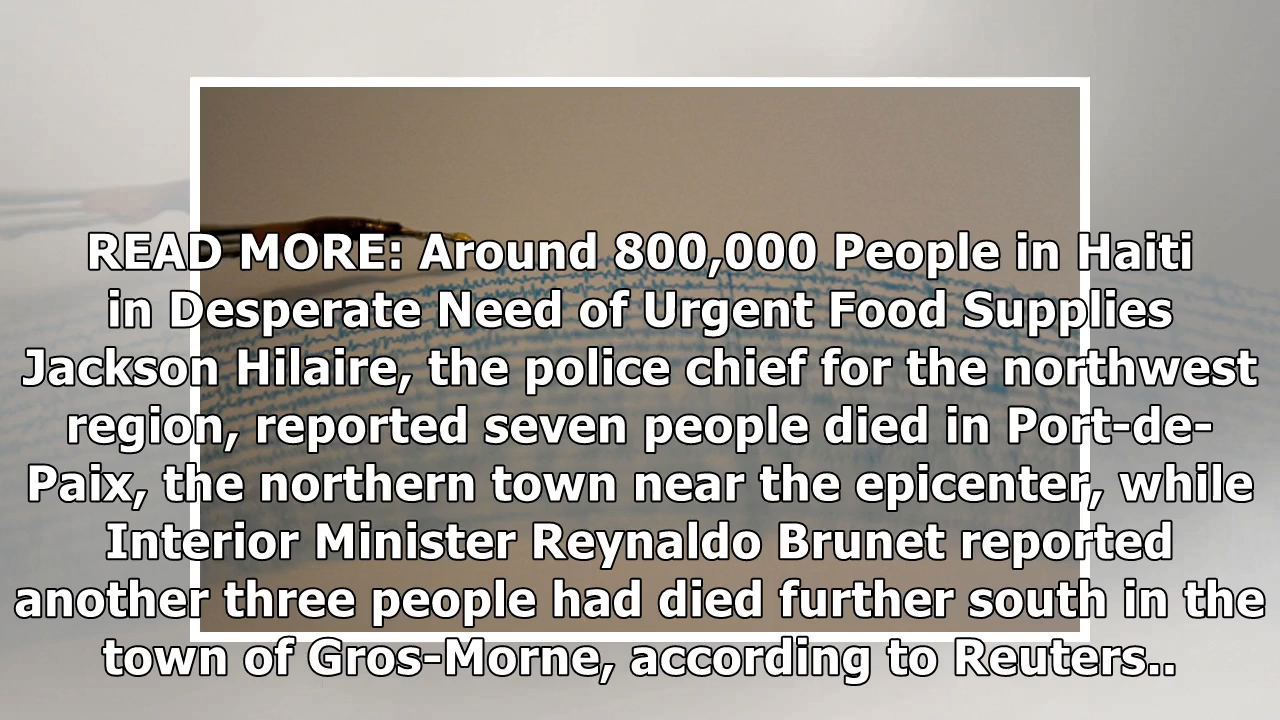 READ MORE: Around 800,000 People in Haiti
in Desperate Need of Urgent Food Supplies
Jackson Hilaire, the police chief for the northwest
region, reported seven people died in Port-de-
Paix, the northern town near the epicenter, while
Interior Minister Reynaldo Brunet reported
another three people had died further south in the
town of Gros-Morne, according to Reuters..